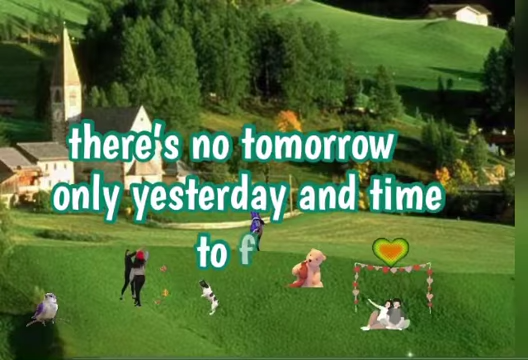 there's no tomorrow
only yesterday and time
to f